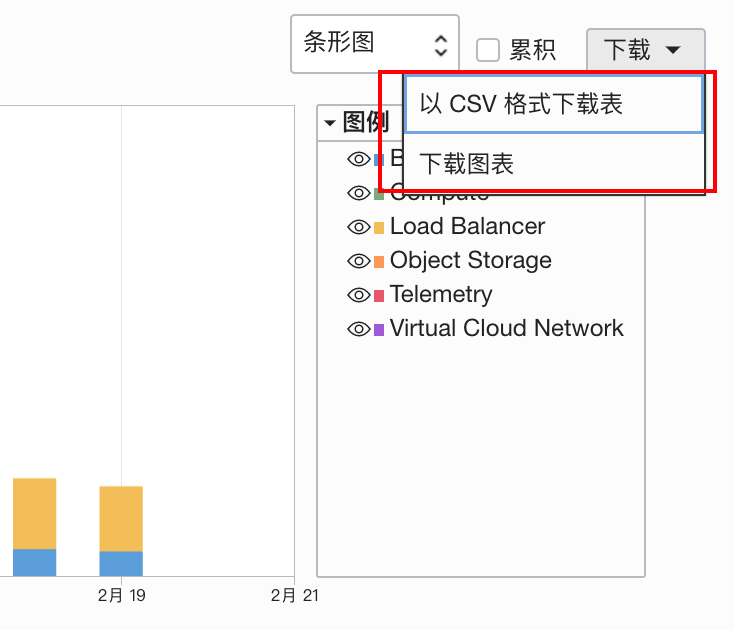 条形图
累积
下载
以 CSV 格式下载表
下载图表
图例
B
Compute
Load Balancer
Object Storage
Telemetry
Virtual Cloud Network
2月 19
2月 21